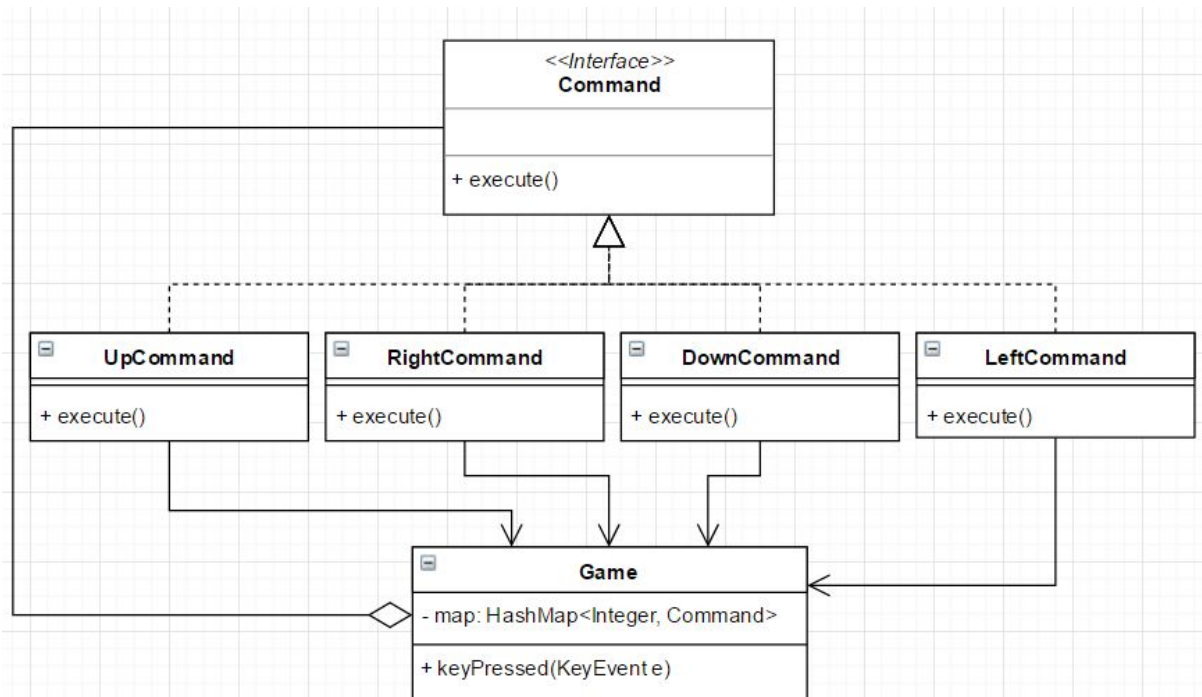 <<Interface>>
Command
+ execute()
UpCommand
+ execute()
RightCommand
+ execute()
DownCommand
+ execute()
LeftCommand
+ execute()
Game
- map: HashMap<Integer, Command>
+ keyPressed(KeyEvent e)